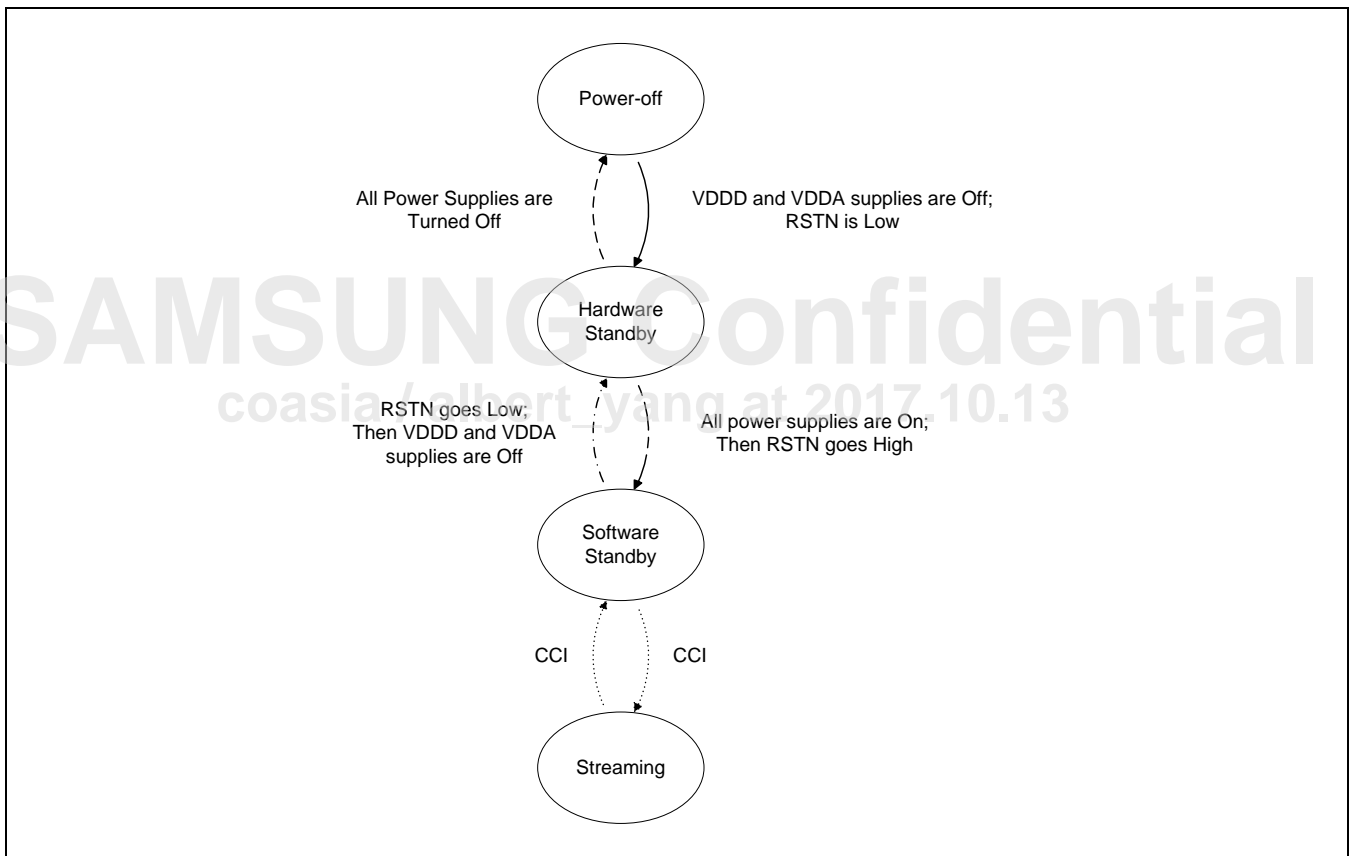 Power-off
All Power Supplies are
Turned Off
VDDD and VDDA supplies are Off;
RSTN is Low
SAMSUNG Confidential
Hardware
Standby
coasia / albert_yang at 2017.10.13
RSTN goes Low;
Then VDDD and VDDA
supplies are Off
All power supplies are On;
Then RSTN goes High
Software
Standby
CCI
CCI
Streaming